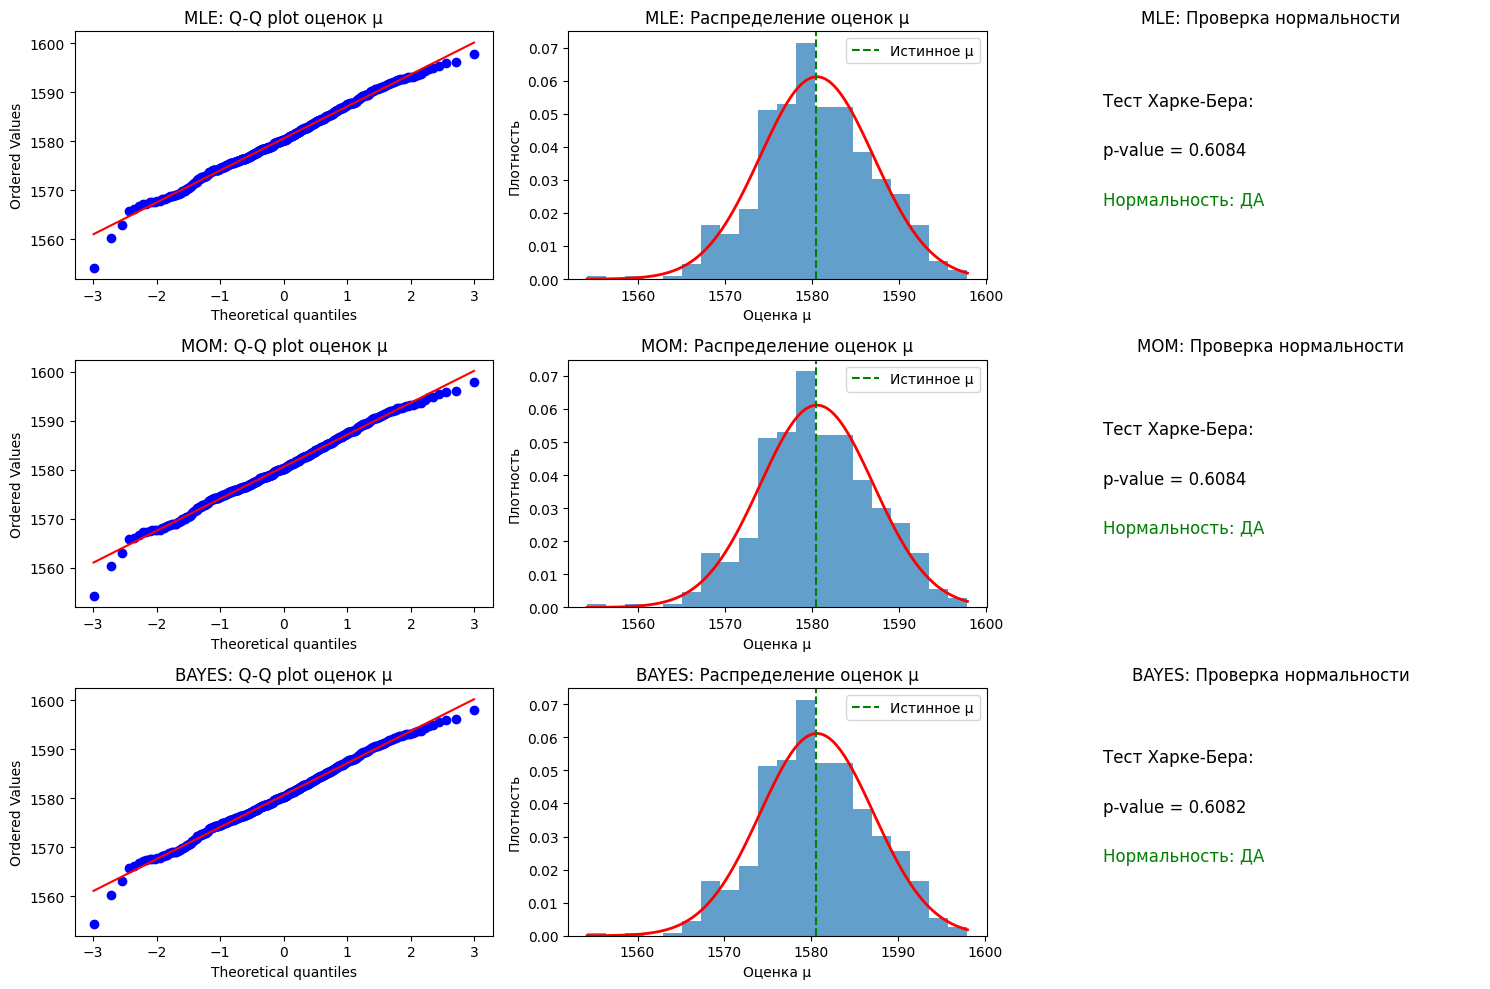 MLE: Q-Q plot оценок μ
Ordered Values
1600
1590
1580
1570
1560
−3
−2
−1
0
1
2
3
Theoretical quantiles
MLE: Распределение оценок μ
Плотность
0.07
0.06
0.05
0.04
0.03
0.02
0.01
0.00
Истинное μ
1560
1570
1580
1590
1600
Оценка μ
MLE: Проверка нормальности
Тест Харке-Бера:
p-value = 0.6084
Нормальность: ДА
MOM: Q-Q plot оценок μ
Ordered Values
1600
1590
1580
1570
1560
−3
−2
−1
0
1
2
3
Theoretical quantiles
MOM: Распределение оценок μ
Плотность
0.07
0.06
0.05
0.04
0.03
0.02
0.01
0.00
Истинное μ
1560
1570
1580
1590
1600
Оценка μ
MOM: Проверка нормальности
Тест Харке-Бера:
p-value = 0.6084
Нормальность: ДА
BAYES: Q-Q plot оценок μ
Ordered Values
1600
1590
1580
1570
1560
−3
−2
−1
0
1
2
3
Theoretical quantiles
BAYES: Распределение оценок μ
Плотность
0.07
0.06
0.05
0.04
0.03
0.02
0.01
0.00
Истинное μ
1560
1570
1580
1590
1600
Оценка μ
BAYES: Проверка нормальности
Тест Харке-Бера:
p-value = 0.6082
Нормальность: ДА